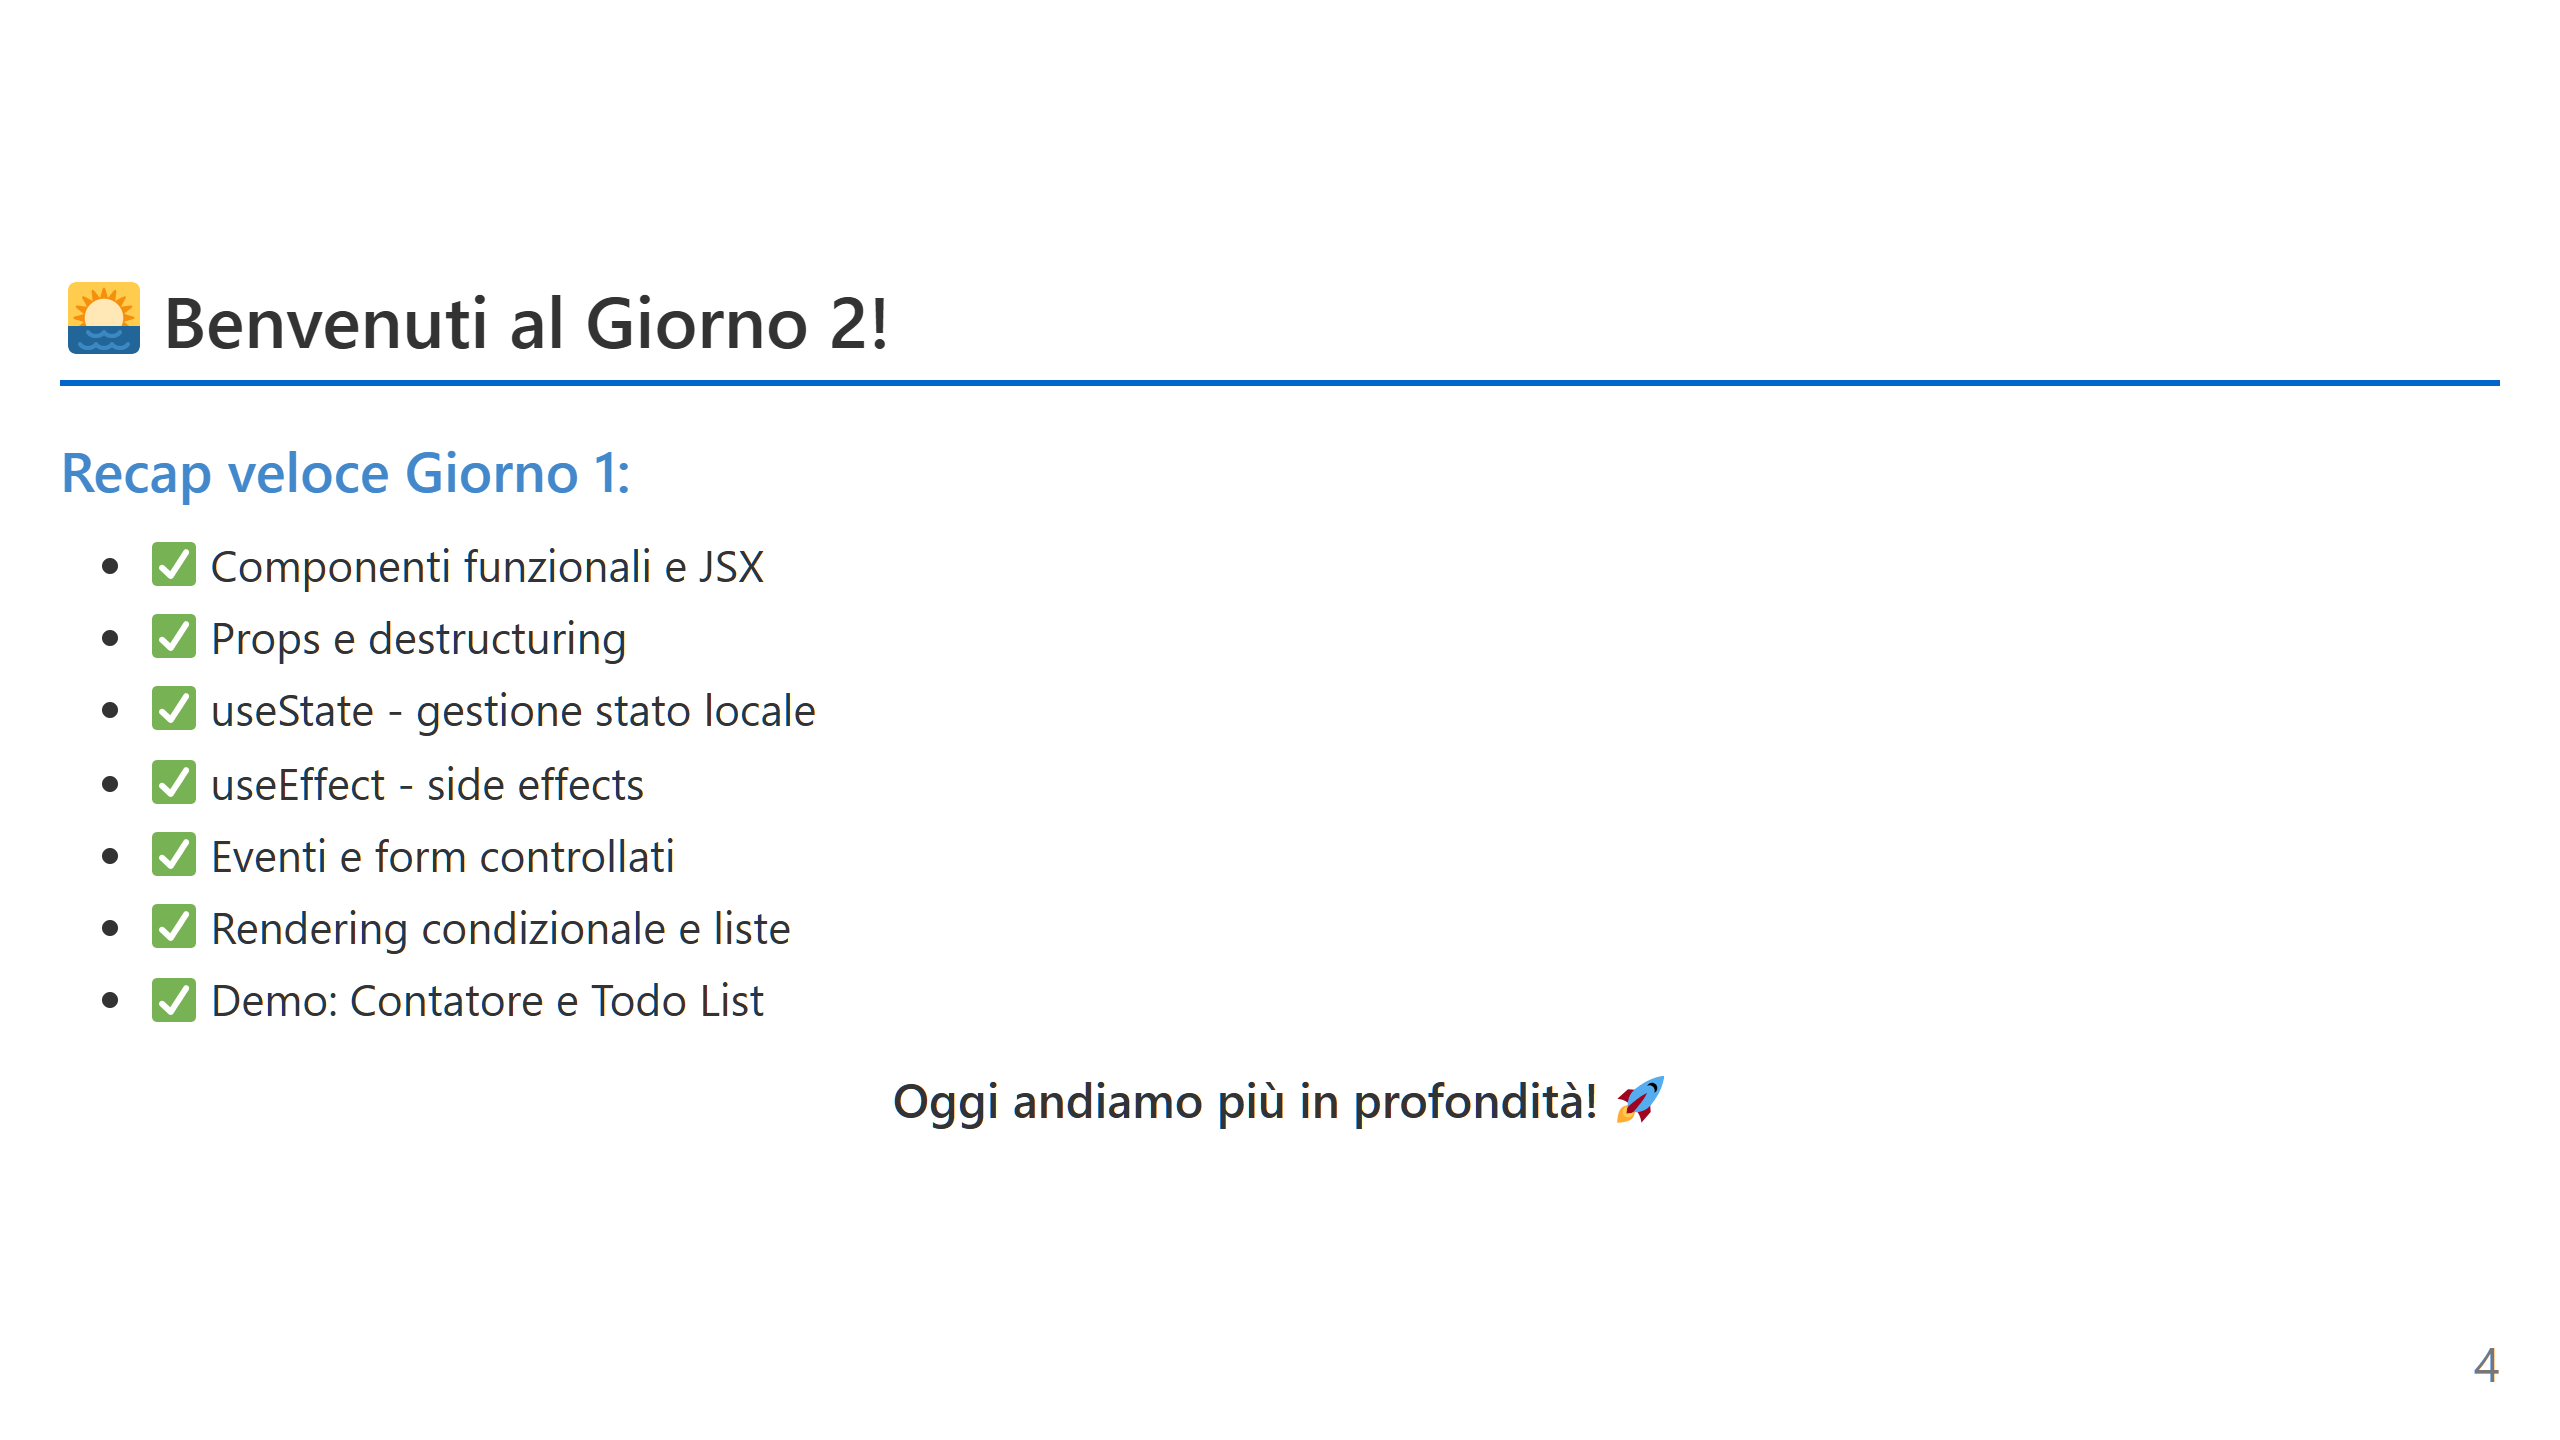 Benvenuti al Giorno 2!
Recap veloce Giorno 1:
Componenti funzionali e JSX
Props e destructuring
useState - gestione stato locale
useEffect - side effects
Eventi e form controllati
Rendering condizionale e liste
Demo: Contatore e Todo List
Oggi andiamo più in profondità!
4